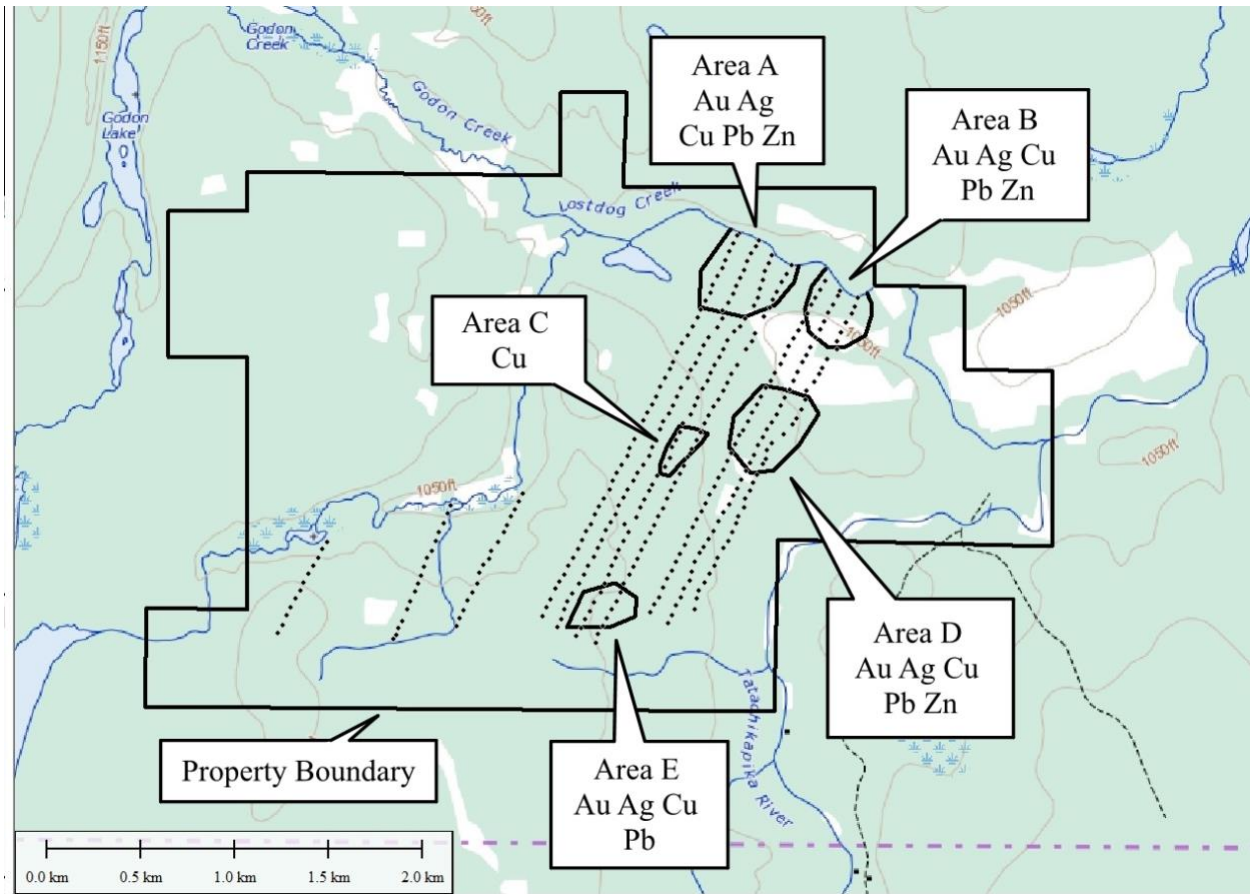 1150ft
Godon
Creek
50ft
Godon Creek
Godon
Lake
Lostdog Creek
Area A
Au Ag
Cu Pb Zn
Area B
Au Ag Cu
Pb Zn
1050ft
1050ft
Area C
Cu
1050ft
1050ft
Area D
Au Ag Cu
Pb Zn
Tatachikapika River
Property Boundary
Area E
Au Ag Cu
Pb
0.0 km 0.5 km 1.0 km 1.5 km 2.0 km